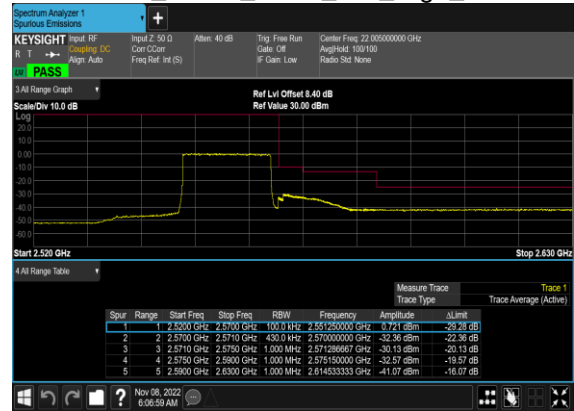 Spectrum Analyzer 1
Spurious Emissions
+
KEYSIGHT Input: RF Input Z: 50 Ω Atten: 40 dB Trig: Free Run Center Freq: 22.005000000 GHz
R T Coupling: DC Corr CCorr Gate: Off Avg|Hold: 100/100
Align: Auto Freq Ref: Int (S) IF Gain: Low Radio Std: None
PASS
3 All Range Graph Ref Lvl Offset 8.40 dB
Scale/Div 10.0 dB Ref Value 30.00 dBm
Log
20.0
10.0
0.00
-10.0
-20.0
-30.0
-40.0
-50.0
-60.0
Start 2.520 GHz Stop 2.630 GHz
4 All Range Table
Measure Trace Trace 1
Trace Type Trace Average (Active)
Spur Range Start Freq Stop Freq RBW Frequency Amplitude ΔLimit
1 1 2.5200 GHz 2.5700 GHz 100.0 kHz 2.551250000 GHz 0.721 dBm -29.28 dB
2 2 2.5700 GHz 2.5710 GHz 430.0 kHz 2.570000000 GHz -32.36 dBm -22.36 dB
3 3 2.5710 GHz 2.5750 GHz 1.000 MHz 2.571286667 GHz -30.13 dBm -20.13 dB
4 4 2.5750 GHz 2.5900 GHz 1.000 MHz 2.575150000 GHz -32.57 dBm -19.57 dB
5 5 2.5900 GHz 2.6300 GHz 1.000 MHz 2.614533333 GHz -41.07 dBm -16.07 dB
? Nov 08, 2022
6:06:59 AM